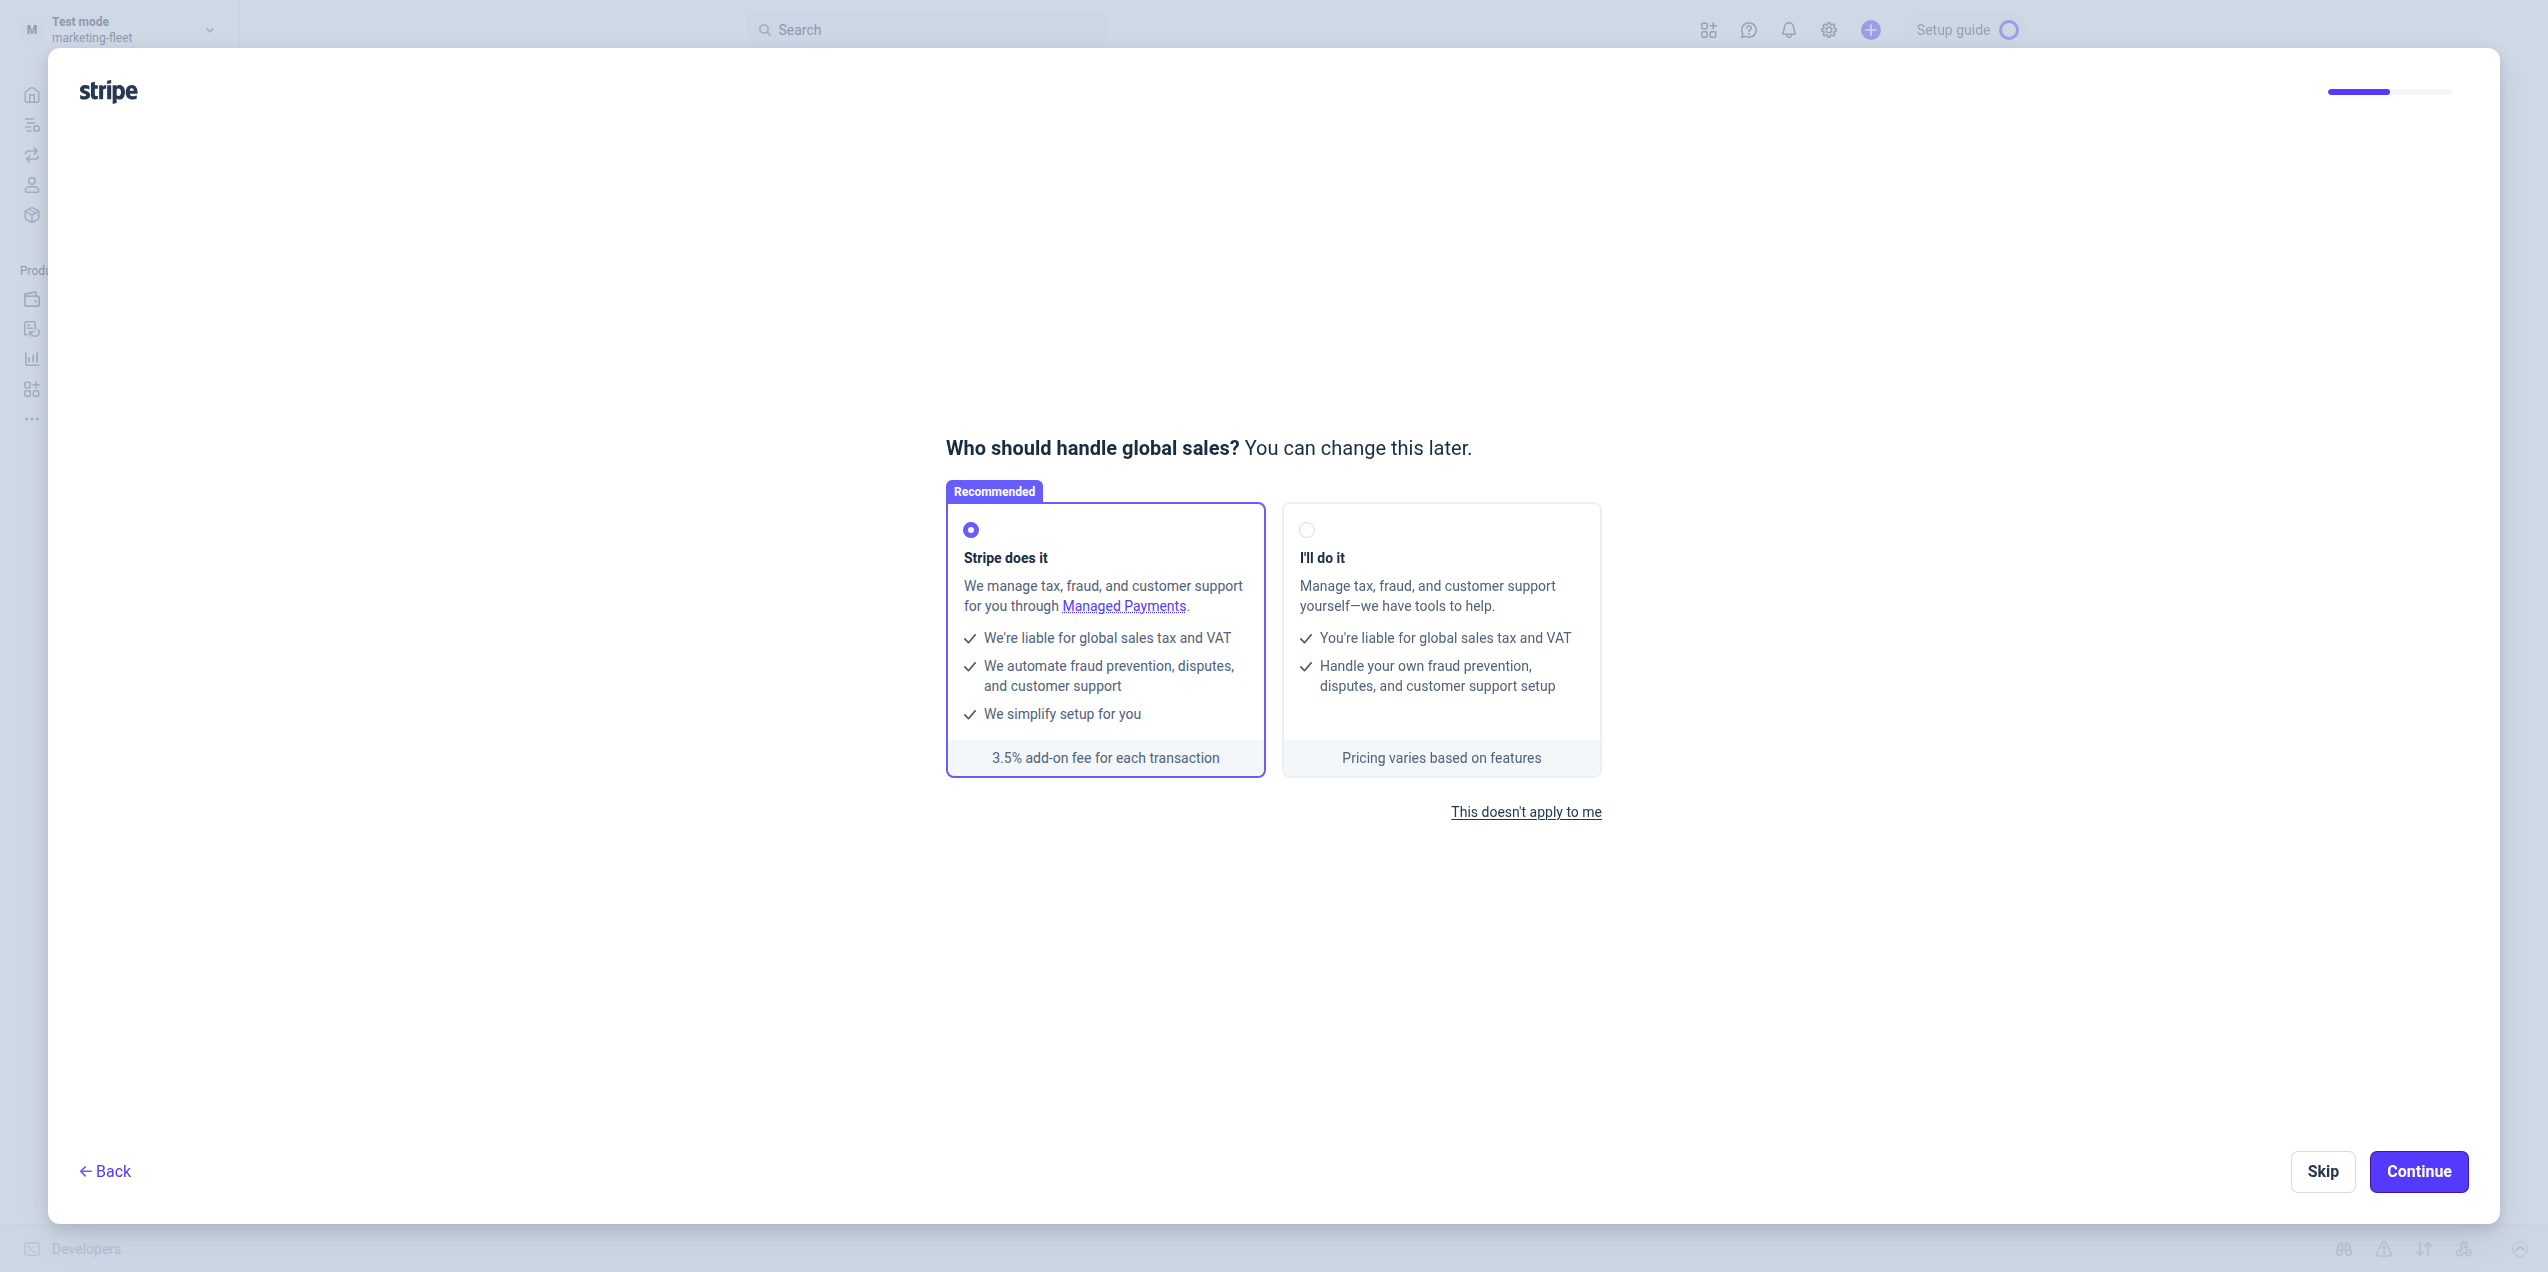 M
Test mode
marketing-fleet
Search
Setup guide
stripe
Produ
Who should handle global sales? You can change this later.
Recommended
Stripe does it
We manage tax, fraud, and customer support
for you through Managed Payments.
We're liable for global sales tax and VAT
We automate fraud prevention, disputes,
and customer support
We simplify setup for you
3.5% add-on fee for each transaction
I'll do it
Manage tax, fraud, and customer support
yourself—we have tools to help.
You're liable for global sales tax and VAT
Handle your own fraud prevention,
disputes, and customer support setup
Pricing varies based on features
This doesn't apply to me
Back
Skip
Continue
Developers